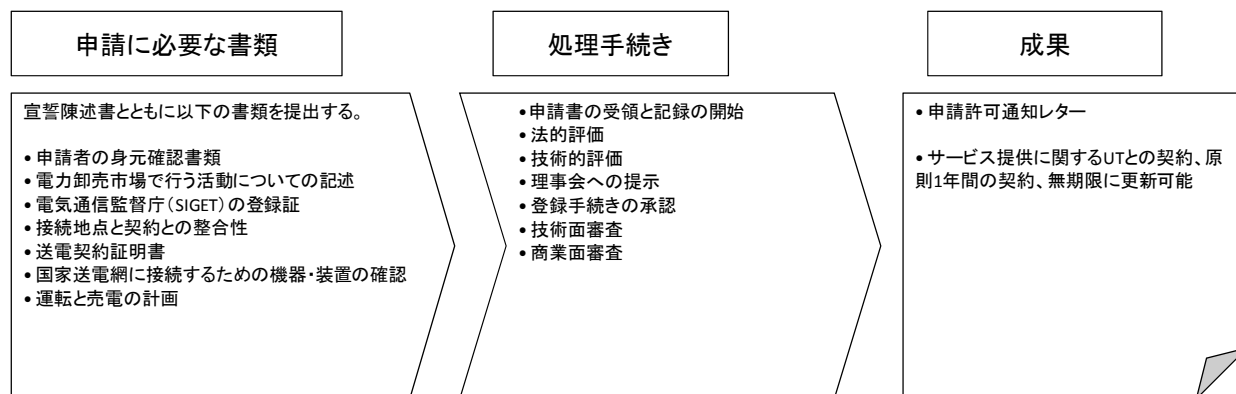 申請に必要な書類
宣誓陳述書とともに以下の書類を提出する。
• 申請者の身元確認書類
• 電力卸売市場で行う活動についての記述
• 電気通信監督庁（SIGET）の登録証
• 接続地点と契約との整合性
• 送電契約証明書
• 国家送電網に接続するための機器・装置の確認
• 運転と売電の計画
処理手続き
•申請書の受領と記録の開始
• 法的評価
• 技術的評価
• 理事会への提示
• 登録手続きの承認
• 技術面審査
• 商業面審査
成果
• 申請許可通知レター
• サービス提供に関するUTとの契約、原
則1年間の契約、無期限に更新可能